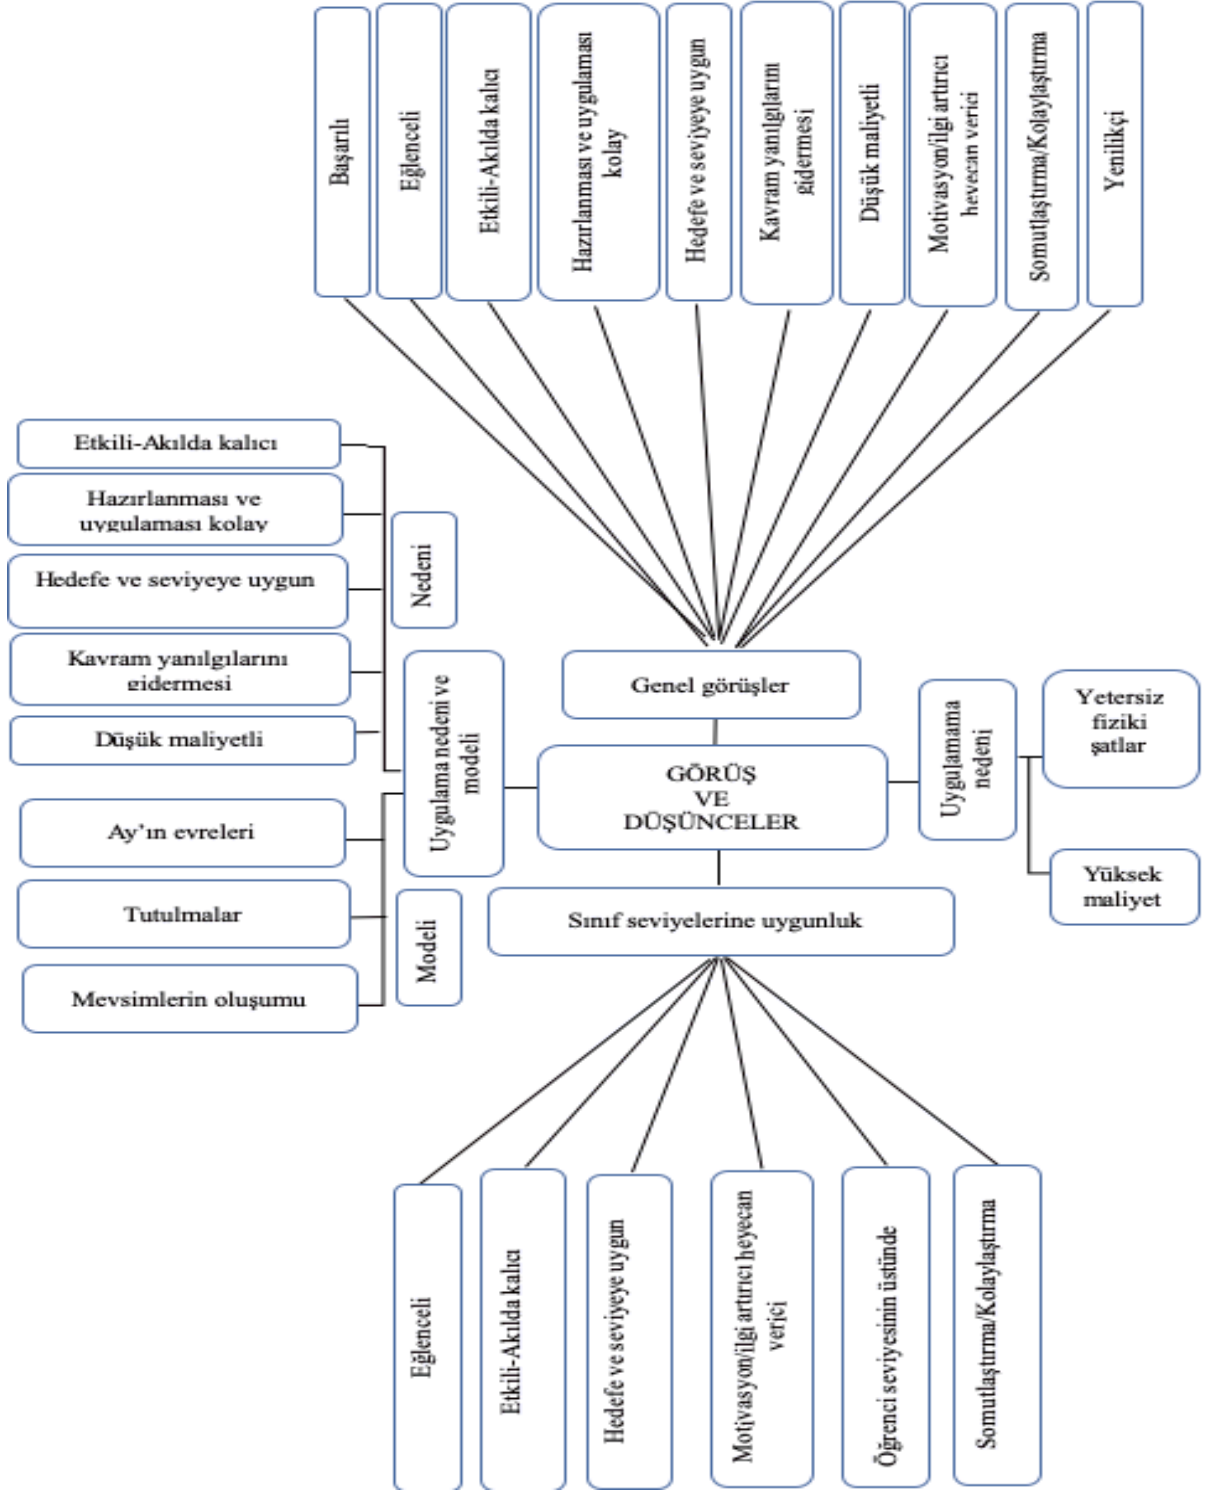 Başarılı
Eğlenceli
Etkili-Akılda kalıcı
Hazırlanması ve uygulaması
kolay
Hedefe ve seviyeye uygun
Kavram yanılgılarını
gidermesi
Düşük maliyetli
Motivasyon/ilgi artırıcı
heyecan verici
Somutlaştırma/Kolaylaştırma
Yenilikçi
Etkili-Akılda kalıcı
Hazırlanması ve
uygulaması kolay
Hedefe ve seviyeye uygun
Kavram yanılgılarını
gidermesi
Düşük maliyetli
Nedeni
Uygulama nedeni ve
modeli
Ay’ın evreleri
Tutulmalar
Mevsimlerin oluşumu
Modeli
Genel görüşler
GÖRÜŞ
VE
DÜŞÜNCELER
Uygulamama
nedeni
Yetersiz
fiziki
şatlar
Yüksek
maliyet
Sınıf seviyelerine uygunluk
Eğlenceli
Etkili-Akılda kalıcı
Hedefe ve seviyeye uygun
Motivasyon/ilgi artırıcı heyecan
verici
Öğrenci seviyesinin üstünde
Somutlaştırma/Kolaylaştırma